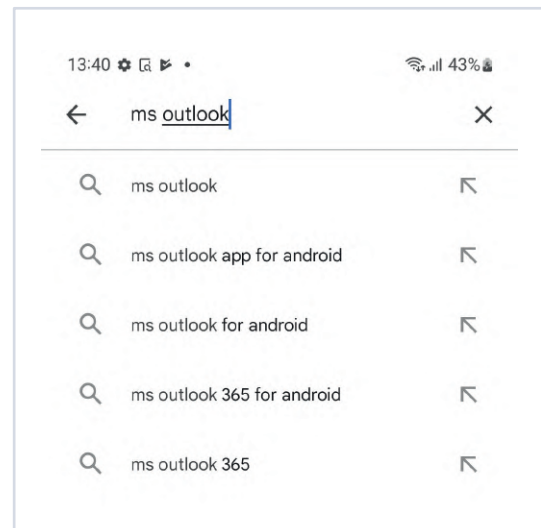 13:40 43%
ms outlook
ms outlook
ms outlook app for android
ms outlook for android
ms outlook 365 for android
ms outlook 365